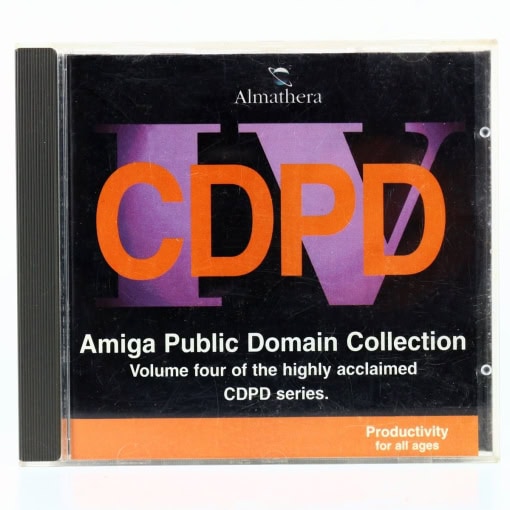 Almathera
IV
CDPD
Amiga Public Domain Collection
Volume four of the highly acclaimed
CDPD series.
Productivity
for all ages